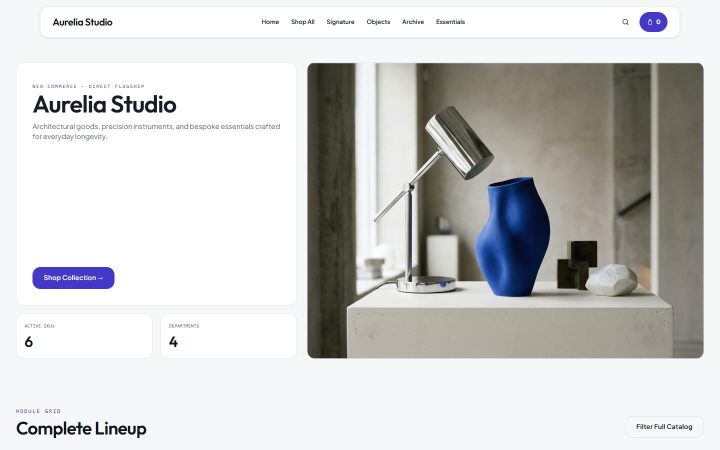 Aurelia Studio
Home Shop All Signature Objects Archive Essentials
0
NEO COMMERCE · DIRECT FLAGSHIP
Aurelia Studio
Architectural goods, precision instruments, and bespoke essentials crafted
for everyday longevity.
Shop Collection →
ACTIVE SKUs
6
DEPARTMENTS
4
MODULE GRID
Complete Lineup
Filter Full Catalog